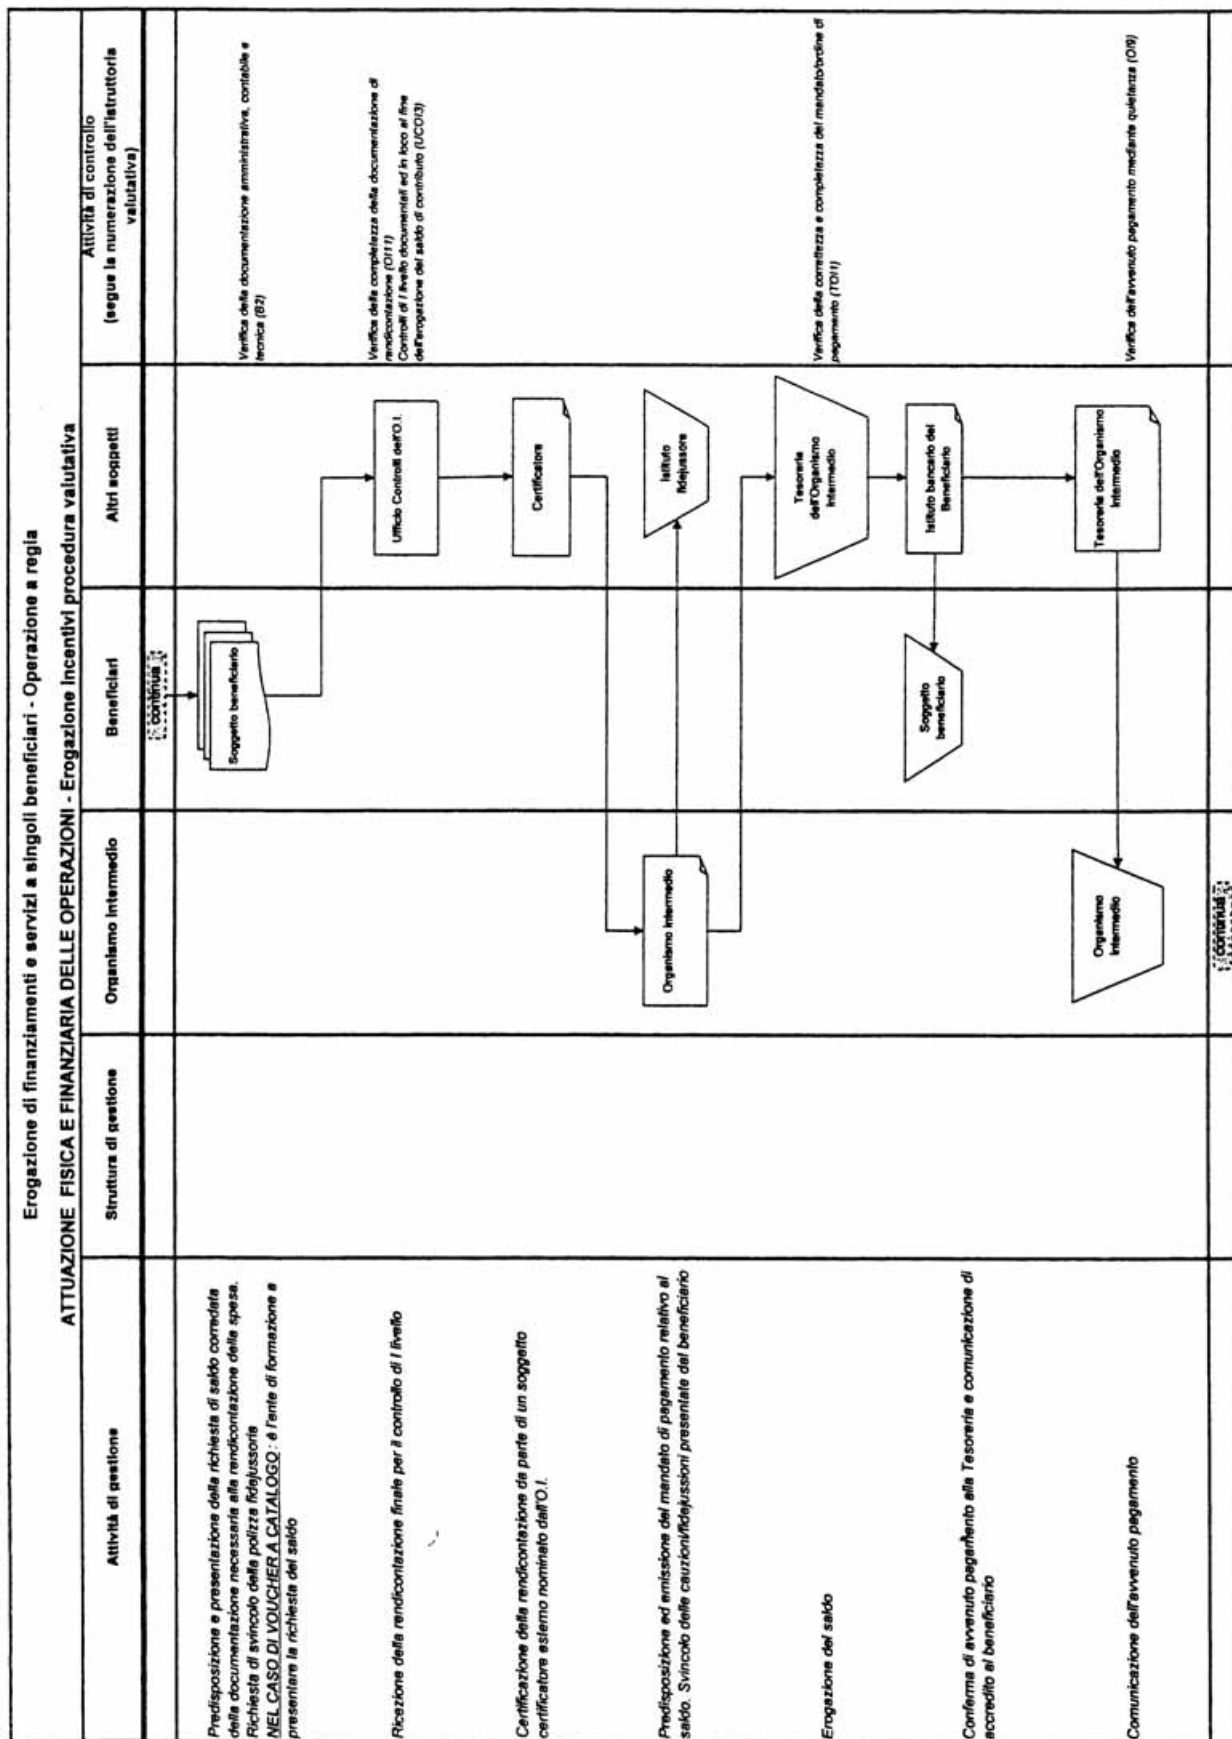 Erogazione di finanziamenti e servizi a singoli beneficiari - Operazione a regia
ATTUAZIONE FISICA E FINANZIARIA DELLE OPERAZIONI - Erogazione Incentivi procedura valutativa
Attività di gestione
Struttura di gestione
Organismo intermedio
Beneficiari
Altri soggetti
Attività di controllo
(segue la numerazione dell'istruttoria
valutativa)
continua
Predisposizione e presentazione della richiesta di saldo corredata
della documentazione necessaria alla rendicontazione della spesa.
Richiesta di svincolo della polizza fidejussoria
NEL CASO DI VOUCHER A CATALOGO : è l'ente di formazione a
presentare la richiesta del saldo
Soggetto beneficiario
Verifica della documentazione amministrativa, contabile e
tecnica (B2)
Ricezione della rendicontazione finale per il controllo di I livello
Ufficio Controlli dell'O.I.
Verifica della completezza della documentazione di
rendicontazione (OI11)
Controlli di I livello documentali ed in loco al fine
dell'erogazione del saldo di contributo (UCOI3)
Certificazione della rendicontazione da parte di un soggetto
certificatore esterno nominato dall'O.I.
Certificatore
Predisposizione ed emissione del mandato di pagamento relativo al
saldo. Svincolo delle cauzioni/fidejussioni presentate dal beneficiario
Organismo intermedio
Istituto
fidejussore
Erogazione del saldo
Tesoreria
dell'Organismo
Intermedio
Verifica della correttezza e completezza del mandato/ordine di
pagamento (TOI1)
Conferma di avvenuto pagamento alla Tesoreria e comunicazione di
accredito al beneficiario
Soggetto
beneficiario
Istituto bancario del
Beneficiario
Comunicazione dell'avvenuto pagamento
Organismo
Intermedio
Tesoreria dell'Organismo
Intermedio
Verifica dell'avvenuto pagamento mediante quietanza (OI9)
continua